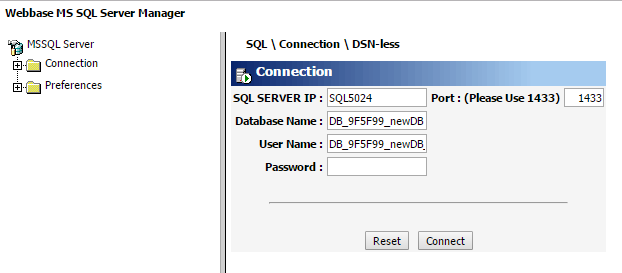 Webbase MS SQL Server Manager
MSSQL Server
Connection
Preferences
SQL \ Connection \ DSN-less
Connection
SQL SERVER IP : SQL5024 Port : (Please Use 1433) 1433
Database Name : DB_9F5F99_newDB
User Name : DB_9F5F99_newDB_
Password :
Reset Connect